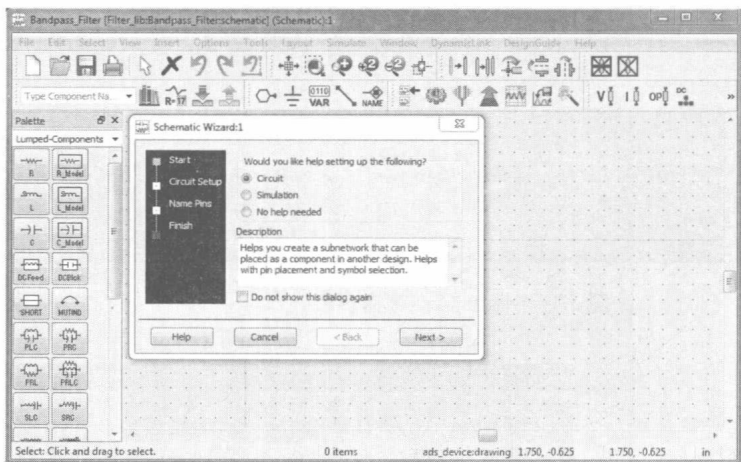 Bandpass_Filter [Filter_lib:Bandpass_Filter:schematic] (Schematic):1
File Edit Select View Insert Options Tools Layout Simulate Window DynamicLink DesignGuide Help
Type Component Na
VAR
NAME
Palette
Lumped-Components
R R_Model
L L_Model
C C_Model
DCFeed DCBlok
SHORT MUTIND
PLC PRC
PRL PRLC
SLC SRC
Schematic Wizard:1
Start
Circuit Setup
Name Pins
Finish
Would you like help setting up the following?
Circuit
Simulation
No help needed
Description
Helps you create a subnetwork that can be
placed as a component in another design. Helps
with pin placement and symbol selection.
Do not show this dialog again
Help Cancel < Back Next >
Select: Click and drag to select. 0 items ads_device:drawing 1.750, -0.625 1.750, -0.625 in